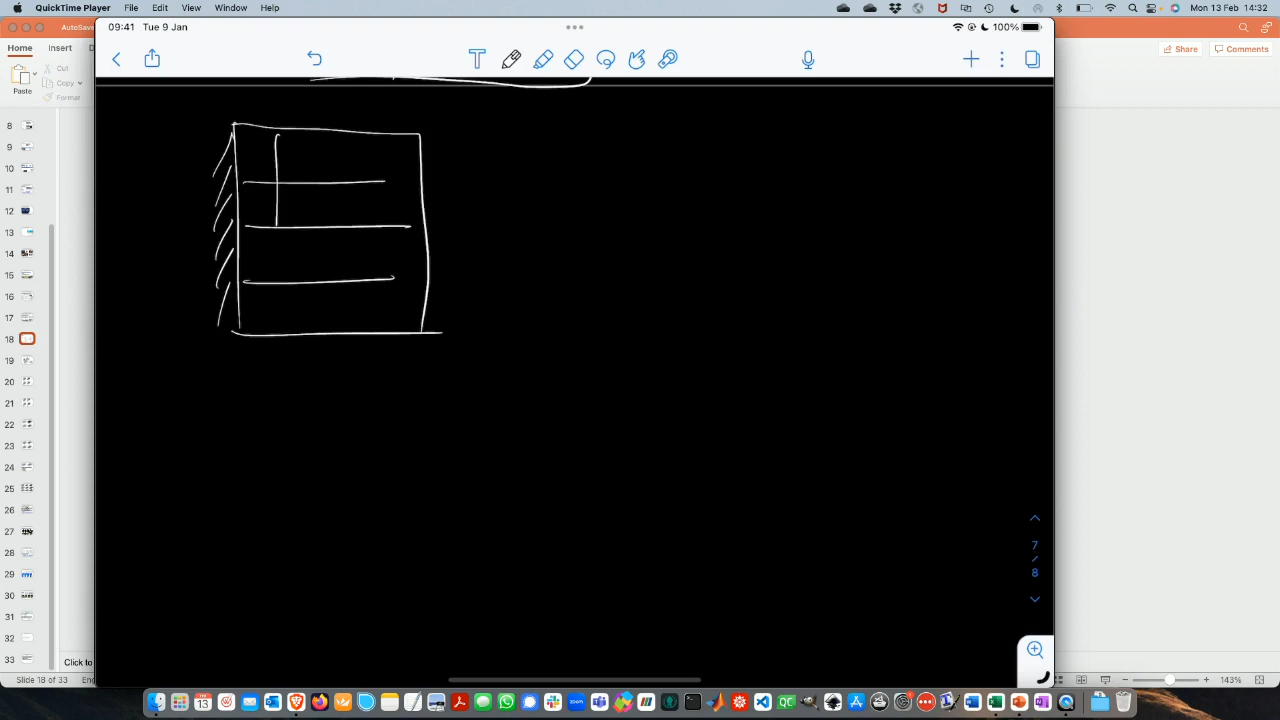 QuickTime Player File Edit View Window Help Mon 13 Feb 14:32
AutoSave
09:41 Tue 9 Jan 100%
Home Insert
Share Comments
Cut
Copy
Paste
Format
8
9
10
11
12
13
14
15
16
17
18
19
20
21
22
23
24
25
26
27
28
29
30
31
32
33
7
/
8
Click to
Slide 18 of 33
143%